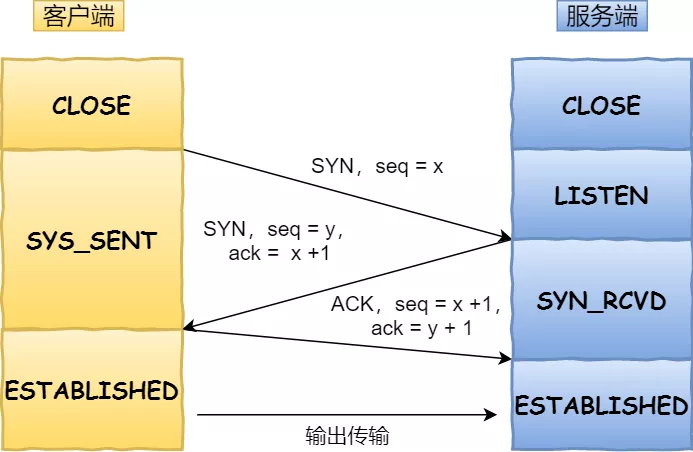 客户端
服务端
CLOSE
CLOSE
SYN，seq = x
LISTEN
SYS_SENT
SYN，seq = y，
ack =  x +1
SYN_RCVD
ACK，seq = x +1，
ack = y + 1
ESTABLISHED
ESTABLISHED
输出传输